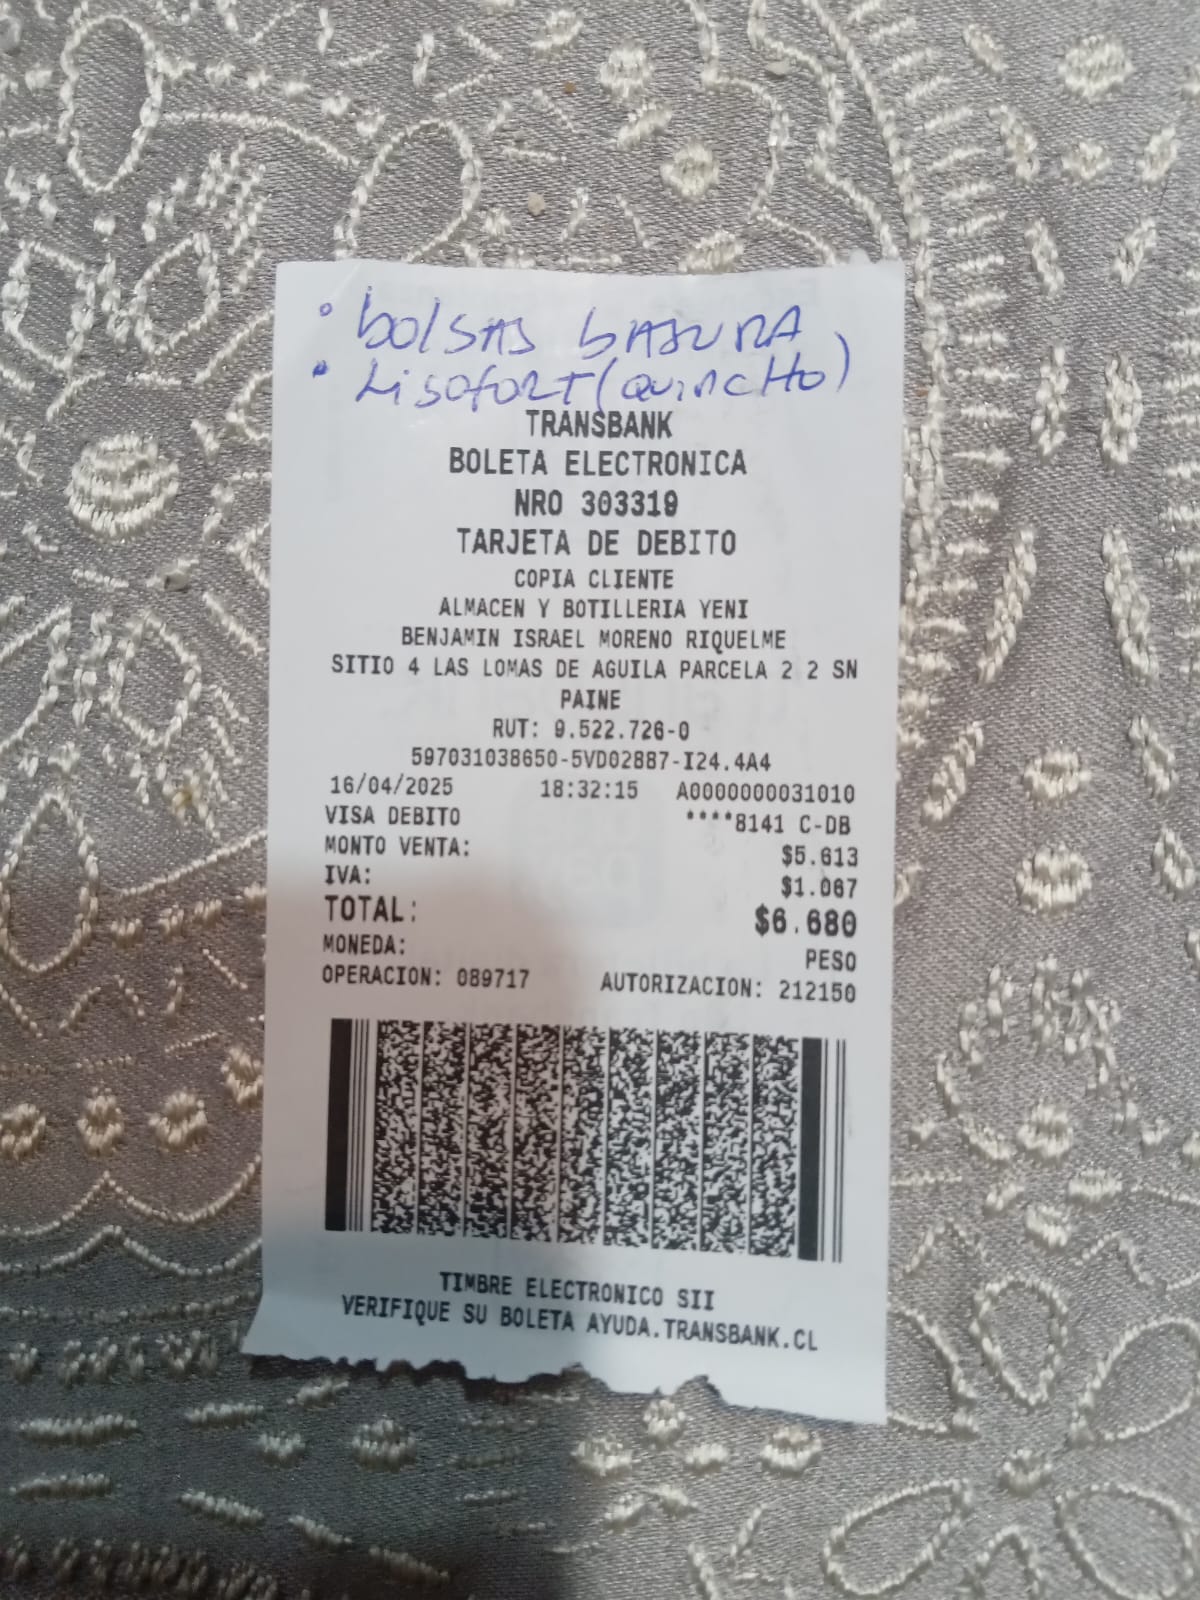 • bolsas basura
• Lisofort (Quincho)
TRANSBANK
BOLETA ELECTRONICA
NRO 303319
TARJETA DE DEBITO
COPIA CLIENTE
ALMACEN Y BOTILLERIA YENI
BENJAMIN ISRAEL MORENO RIQUELME
SITIO 4 LAS LOMAS DE AGUILA PARCELA 2 2 SN
PAINE
RUT: 9.522.726-0
597031038650-5VD02887-I24.4A4
16/04/2025 18:32:15 A0000000031010
VISA DEBITO ****8141 C-DB
MONTO VENTA: $5.613
IVA: $1.067
TOTAL: $6.680
MONEDA: PESO
OPERACION: 089717 AUTORIZACION: 212150
TIMBRE ELECTRONICO SII
VERIFIQUE SU BOLETA AYUDA.TRANSBANK.CL